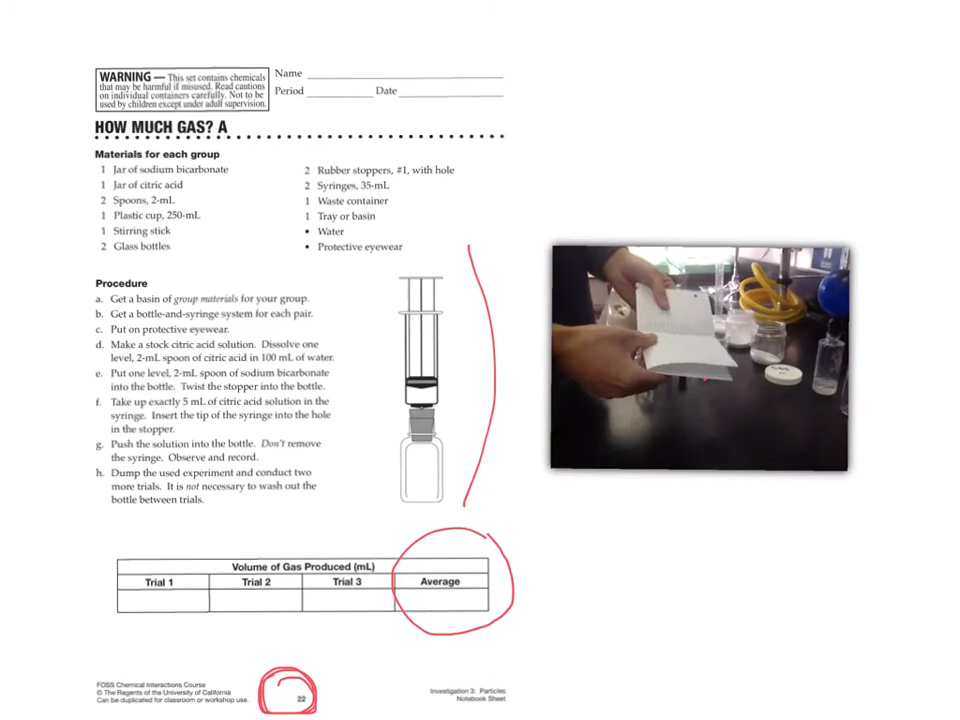 WARNING — This set contains chemicals
that may be harmful if misused. Read cautions
on individual containers carefully. Not to be
used by children except under adult supervision.
Name
Period Date
HOW MUCH GAS? A
Materials for each group
1 Jar of sodium bicarbonate
1 Jar of citric acid
2 Spoons, 2-mL
1 Plastic cup, 250-mL
1 Stirring stick
2 Glass bottles
2 Rubber stoppers, #1, with hole
2 Syringes, 35-mL
1 Waste container
1 Tray or basin
• Water
• Protective eyewear
Procedure
a. Get a basin of group materials for your group.
b. Get a bottle-and-syringe system for each pair.
c. Put on protective eyewear.
d. Make a stock citric acid solution. Dissolve one
level, 2-mL spoon of citric acid in 100 mL of water.
e. Put one level, 2-mL spoon of sodium bicarbonate
into the bottle. Twist the stopper into the bottle.
f. Take up exactly 5 mL of citric acid solution in the
syringe. Insert the tip of the syringe into the hole
in the stopper.
g. Push the solution into the bottle. Don't remove
the syringe. Observe and record.
h. Dump the used experiment and conduct two
more trials. It is not necessary to wash out the
bottle between trials.
Volume of Gas Produced (mL)
Trial 1 Trial 2 Trial 3 Average
FOSS Chemical Interactions Course
© The Regents of the University of California
Can be duplicated for classroom or workshop use.
22
Investigation 3: Particles
Notebook Sheet